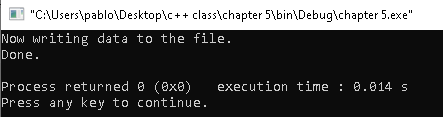 "C:\Users\pablo\Desktop\c++ class\chapter 5\bin\Debug\chapter 5.exe"
Now writing data to the file.
Done.
Process returned 0 (0x0)   execution time : 0.014 s
Press any key to continue.